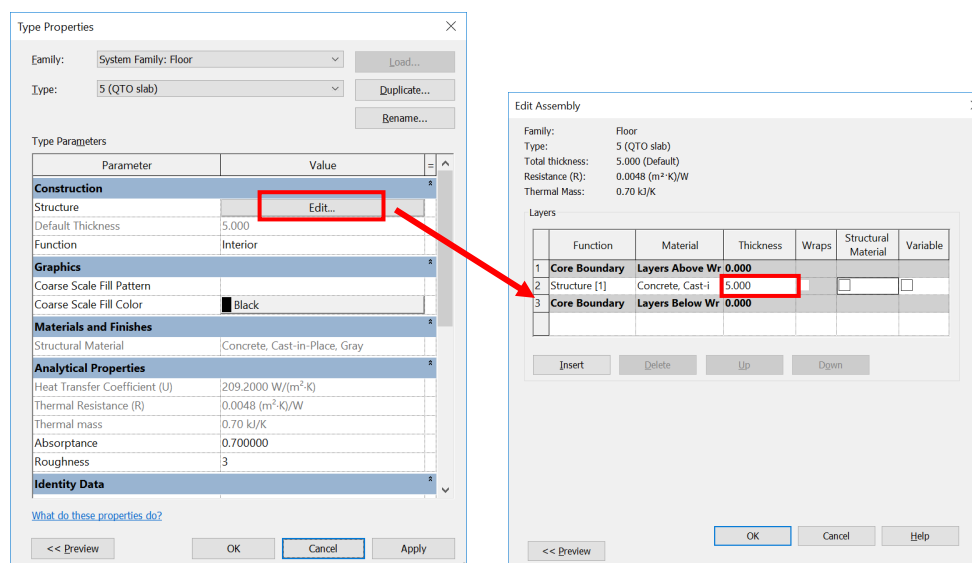 Type Properties
Family: System Family: Floor Load...
Type: 5 (QTO slab) Duplicate...
Rename...
Type Parameters
Parameter Value =
Construction
Structure Edit...
Default Thickness 5.000
Function Interior
Graphics
Coarse Scale Fill Pattern
Coarse Scale Fill Color Black
Materials and Finishes
Structural Material Concrete, Cast-in-Place, Gray
Analytical Properties
Heat Transfer Coefficient (U) 209.2000 W/(m²·K)
Thermal Resistance (R) 0.0048 (m²·K)/W
Thermal mass 0.70 kJ/K
Absorptance 0.700000
Roughness 3
Identity Data
What do these properties do?
<< Preview OK Cancel Apply
Edit Assembly
Family: Floor
Type: 5 (QTO slab)
Total thickness: 5.000 (Default)
Resistance (R): 0.0048 (m²·K)/W
Thermal Mass: 0.70 kJ/K
Layers
Function Material Thickness Wraps Structural Material Variable
1 Core Boundary Layers Above Wr 0.000
2 Structure [1] Concrete, Cast-i 5.000
3 Core Boundary Layers Below Wr 0.000
Insert Delete Up Down
OK Cancel Help
<< Preview